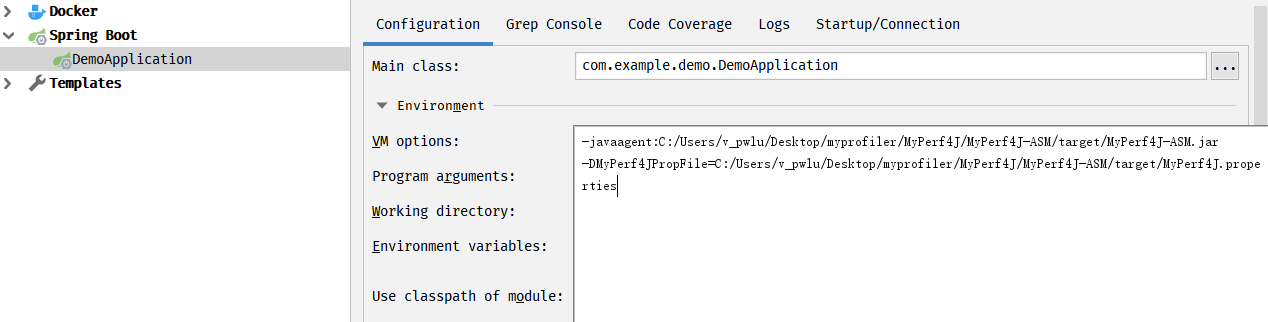 Docker
Spring Boot
DemoApplication
Templates
Configuration Grep Console Code Coverage Logs Startup/Connection
Main class: com.example.demo.DemoApplication ...
Environment
VM options:
-javaagent:C:/Users/v_pwlu/Desktop/myprofiler/MyPerf4J/MyPerf4J-ASM/target/MyPerf4J-ASM.jar
-DMyPerf4JPropFile=C:/Users/v_pwlu/Desktop/myprofiler/MyPerf4J/MyPerf4J-ASM/target/MyPerf4J.prope
rties
Program arguments:
Working directory:
Environment variables:
Use classpath of module: